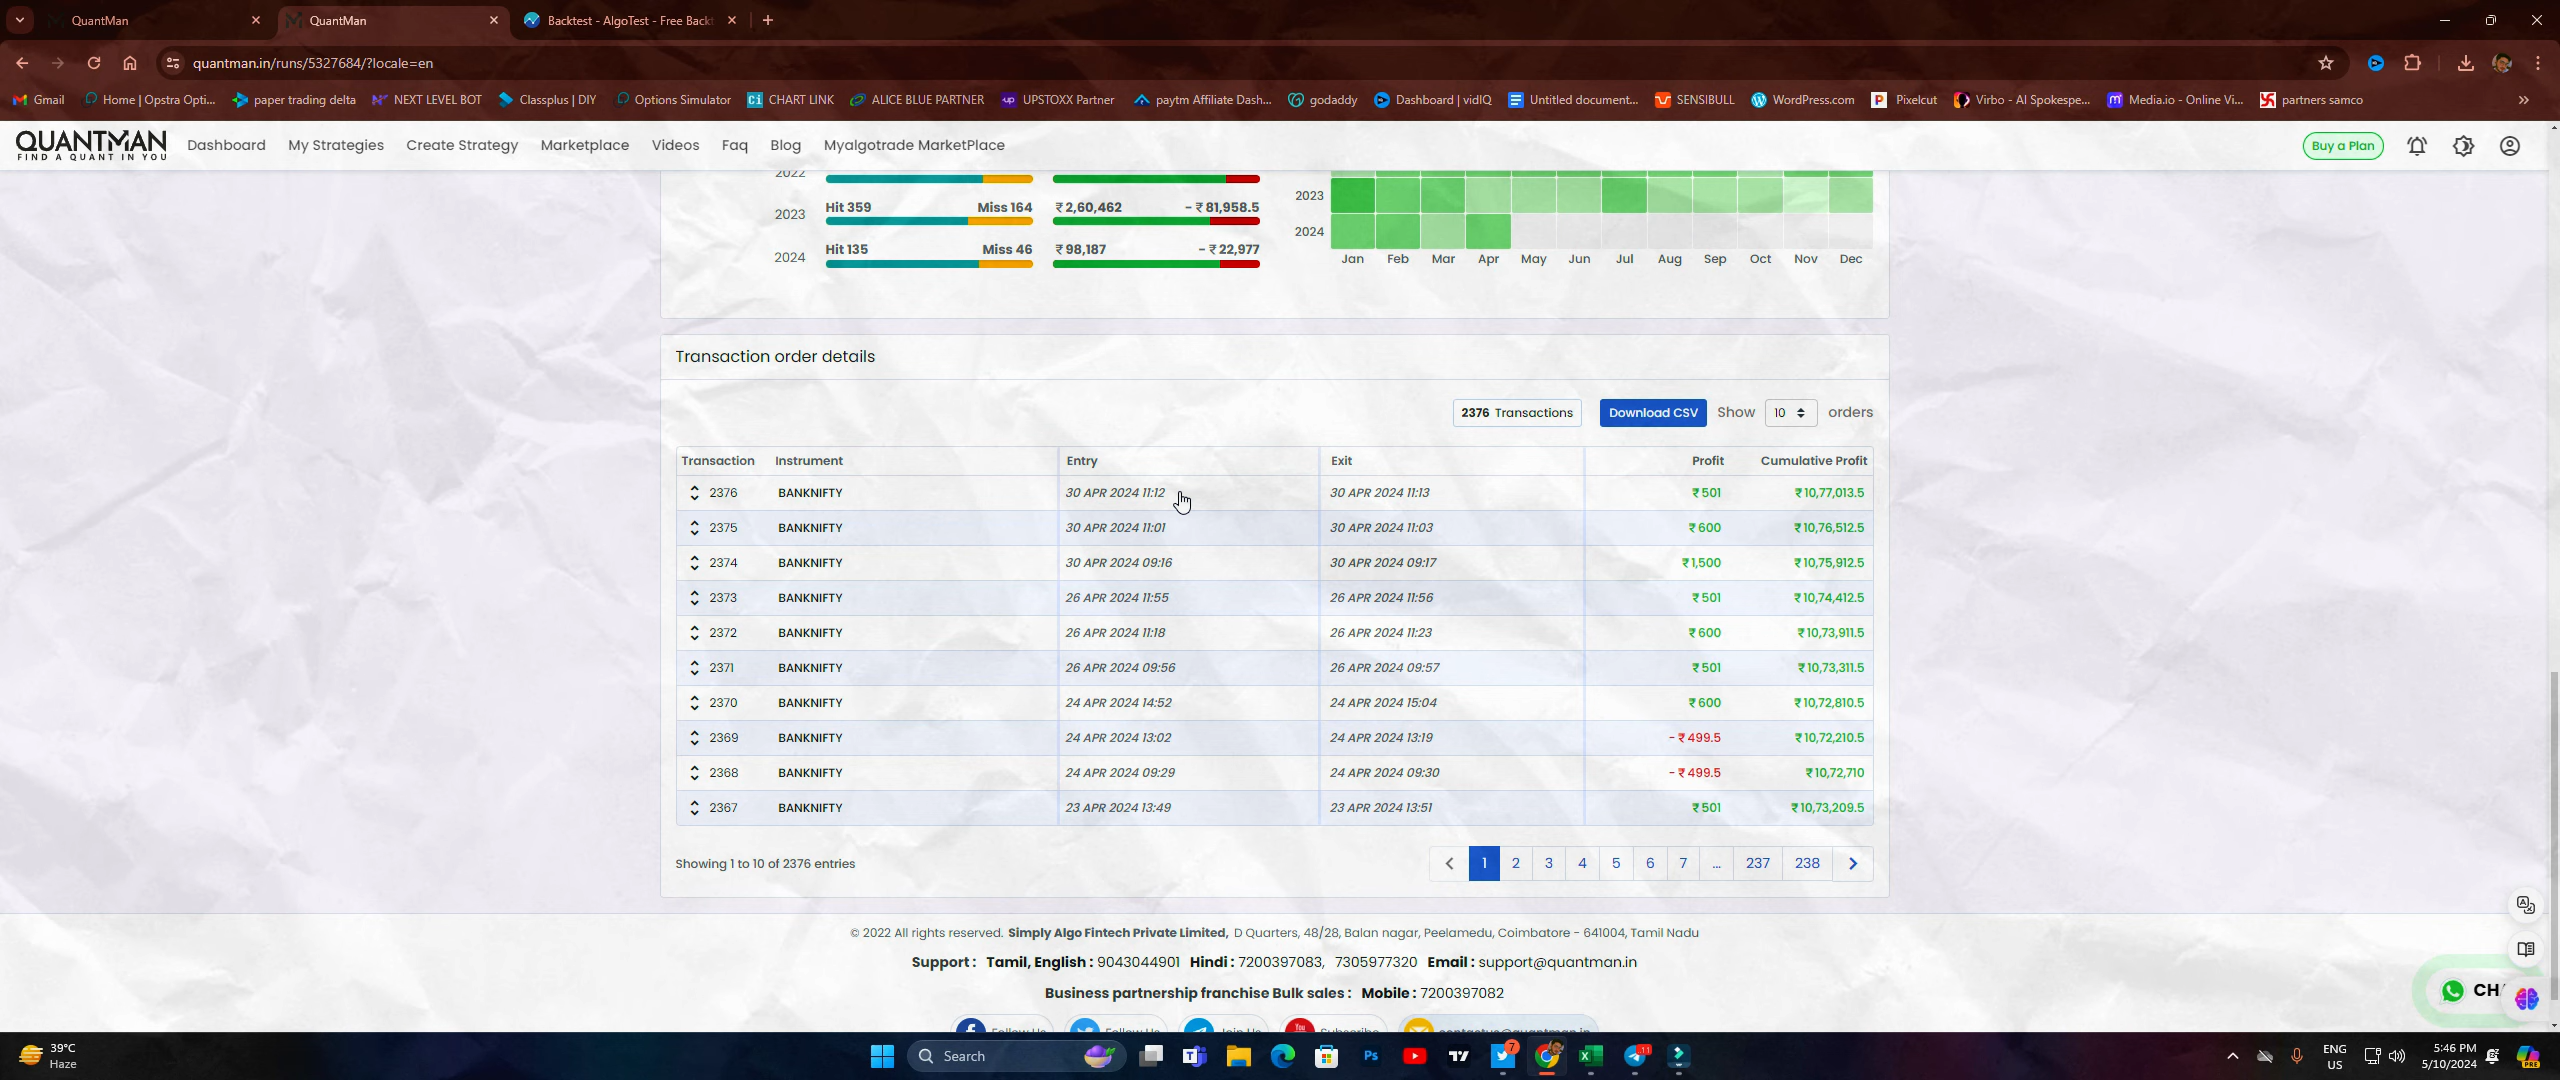 QuantMan
QuantMan
Backtest - AlgoTest - Free Back
quantman.in/runs/5327684/?locale=en
Gmail
Home | Opstra Opti...
paper trading delta
NEXT LEVEL BOT
Classplus | DIY
Options Simulator
CHART LINK
ALICE BLUE PARTNER
UPSTOXX Partner
paytm Affiliate Dash...
godaddy
Dashboard | vidIQ
Untitled document...
SENSIBULL
WordPress.com
Pixelcut
Virbo - AI Spokespe...
Media.io - Online Vi...
partners samco
QUANTMAN
FIND A QUANT IN YOU
Dashboard
My Strategies
Create Strategy
Marketplace
Videos
Faq
Blog
Myalgotrade MarketPlace
Buy a Plan
2022
2023 Hit 359 Miss 164 ₹ 2,60,462 - ₹ 81,958.5
2024 Hit 135 Miss 46 ₹ 98,187 - ₹ 22,977
2023
2024
Jan Feb Mar Apr May Jun Jul Aug Sep Oct Nov Dec
Transaction order details
2376 Transactions Download CSV Show 10 orders
Transaction Instrument Entry Exit Profit Cumulative Profit
2376 BANKNIFTY 30 APR 2024 11:12 30 APR 2024 11:13 ₹ 501 ₹ 10,77,013.5
2375 BANKNIFTY 30 APR 2024 11:01 30 APR 2024 11:03 ₹ 600 ₹ 10,76,512.5
2374 BANKNIFTY 30 APR 2024 09:16 30 APR 2024 09:17 ₹ 1,500 ₹ 10,75,912.5
2373 BANKNIFTY 26 APR 2024 11:55 26 APR 2024 11:56 ₹ 501 ₹ 10,74,412.5
2372 BANKNIFTY 26 APR 2024 11:18 26 APR 2024 11:23 ₹ 600 ₹ 10,73,911.5
2371 BANKNIFTY 26 APR 2024 09:56 26 APR 2024 09:57 ₹ 501 ₹ 10,73,311.5
2370 BANKNIFTY 24 APR 2024 14:52 24 APR 2024 15:04 ₹ 600 ₹ 10,72,810.5
2369 BANKNIFTY 24 APR 2024 13:02 24 APR 2024 13:19 - ₹ 499.5 ₹ 10,72,210.5
2368 BANKNIFTY 24 APR 2024 09:29 24 APR 2024 09:30 - ₹ 499.5 ₹ 10,72,710
2367 BANKNIFTY 23 APR 2024 13:49 23 APR 2024 13:51 ₹ 501 ₹ 10,73,209.5
Showing 1 to 10 of 2376 entries
1 2 3 4 5 6 7 ... 237 238
© 2022 All rights reserved. Simply Algo Fintech Private Limited, D Quarters, 48/28, Balan nagar, Peelamedu, Coimbatore - 641004, Tamil Nadu
Support : Tamil, English : 9043044901 Hindi : 7200397083, 7305977320 Email : support@quantman.in
Business partnership franchise Bulk sales : Mobile : 7200397082
Follow Us Follow Us Join Us Subscribe contactus@quantman.in
39°C
Haze
Search
7
11
ENG
US
5:46 PM
5/10/2024